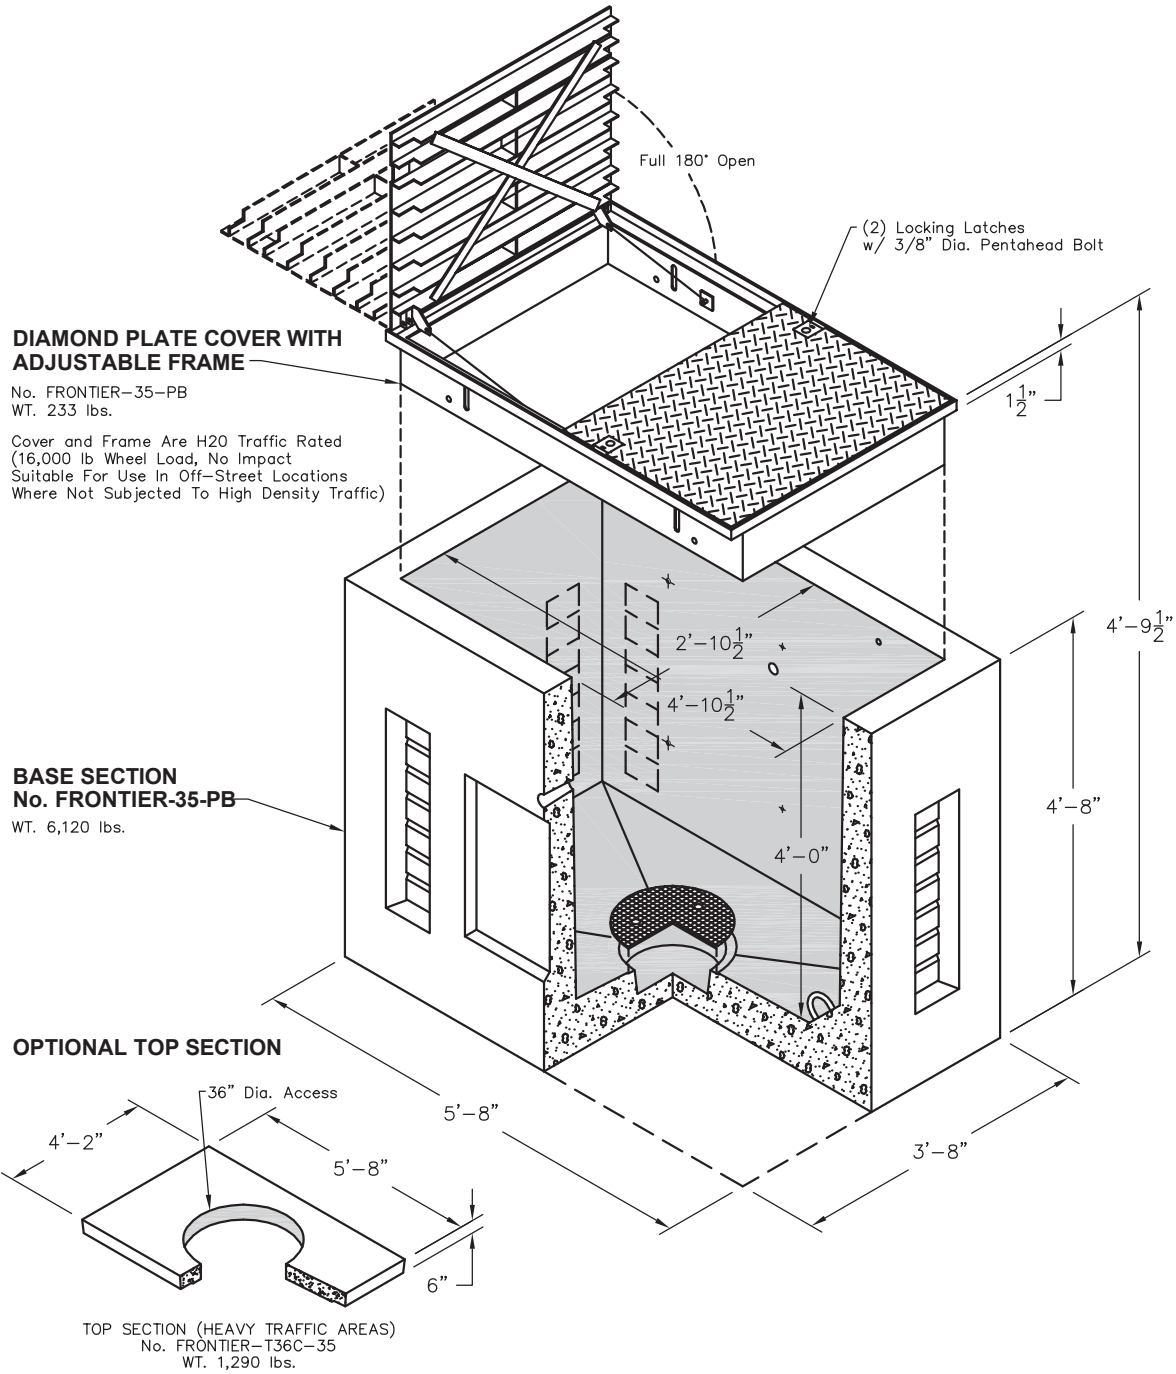 Full 180° Open
(2) Locking Latches
w/ 3/8” Dia. Pentahead Bolt
DIAMOND PLATE COVER WITH
ADJUSTABLE FRAME
No. FRONTIER-35-PB
WT. 233 lbs.
Cover and Frame Are H20 Traffic Rated
(16,000 lb Wheel Load, No Impact
Suitable For Use In Off-Street Locations
Where Not Subjected To High Density Traffic)
1 1/2”
4’-9 1/2”
2’-10 1/2”
4’-10 1/2”
BASE SECTION
No. FRONTIER-35-PB
WT. 6,120 lbs.
4’-8”
4’-0”
OPTIONAL TOP SECTION
36” Dia. Access
5’-8”
4’-2”
3’-8”
5’-8”
6”
TOP SECTION (HEAVY TRAFFIC AREAS)
No. FRONTIER-T36C-35
WT. 1,290 lbs.